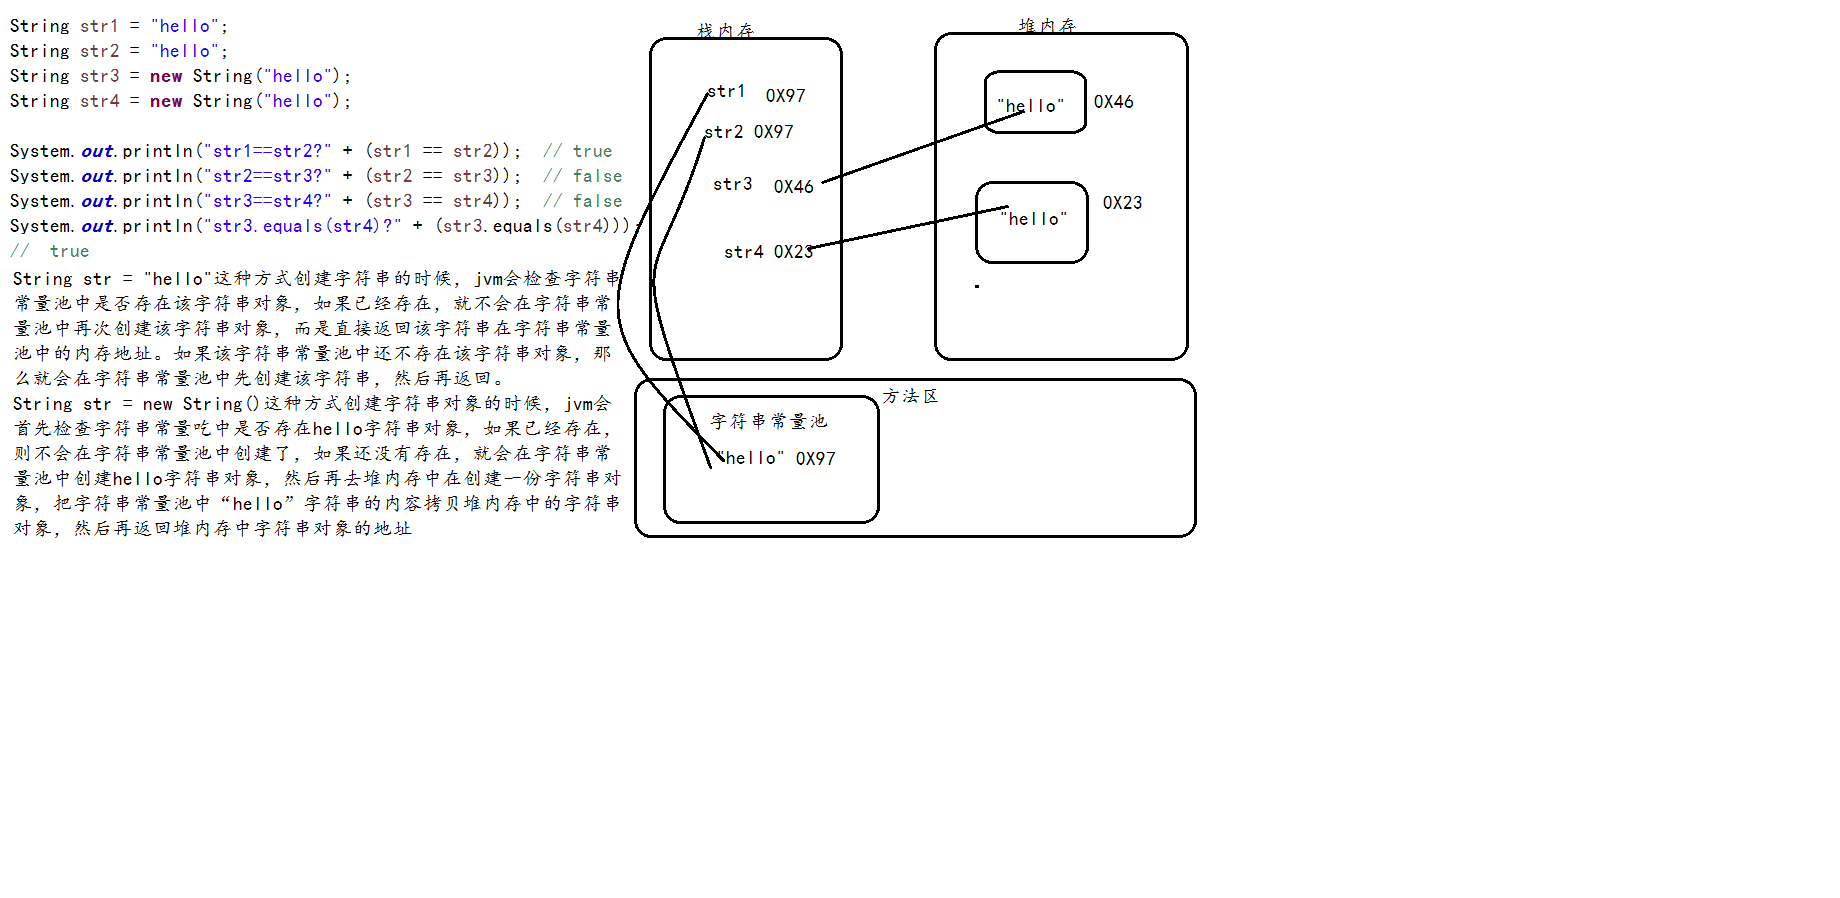 String str1 = "hello";
String str2 = "hello";
String str3 = new String("hello");
String str4 = new String("hello");
System.out.println("str1==str2?" + (str1 == str2));  // true
System.out.println("str2==str3?" + (str2 == str3));  // false
System.out.println("str3==str4?" + (str3 == str4));  // false
System.out.println("str3.equals(str4)?" + (str3.equals(str4)));
//  true
String str = "hello"这种方式创建字符串的时候，jvm会检查字符串
常量池中是否存在该字符串对象，如果已经存在，就不会在字符串常
量池中再次创建该字符串对象，而是直接返回该字符串在字符串常量
池中的内存地址。如果该字符串常量池中还不存在该字符串对象，那
么就会在字符串常量池中先创建该字符串，然后再返回。
String str = new String()这种方式创建字符串对象的时候，jvm会
首先检查字符串常量吃中是否存在hello字符串对象，如果已经存在，
则不会在字符串常量池中创建了，如果还没有存在，就会在字符串常
量池中创建hello字符串对象，然后再去堆内存中在创建一份字符串对
象，把字符串常量池中“hello”字符串的内容拷贝堆内存中的字符串
对象，然后再返回堆内存中字符串对象的地址
栈内存
str1 0X97
str2 0X97
str3 0X46
str4 0X23
堆内存
"hello" 0X46
"hello" 0X23
方法区
字符串常量池
"hello" 0X97